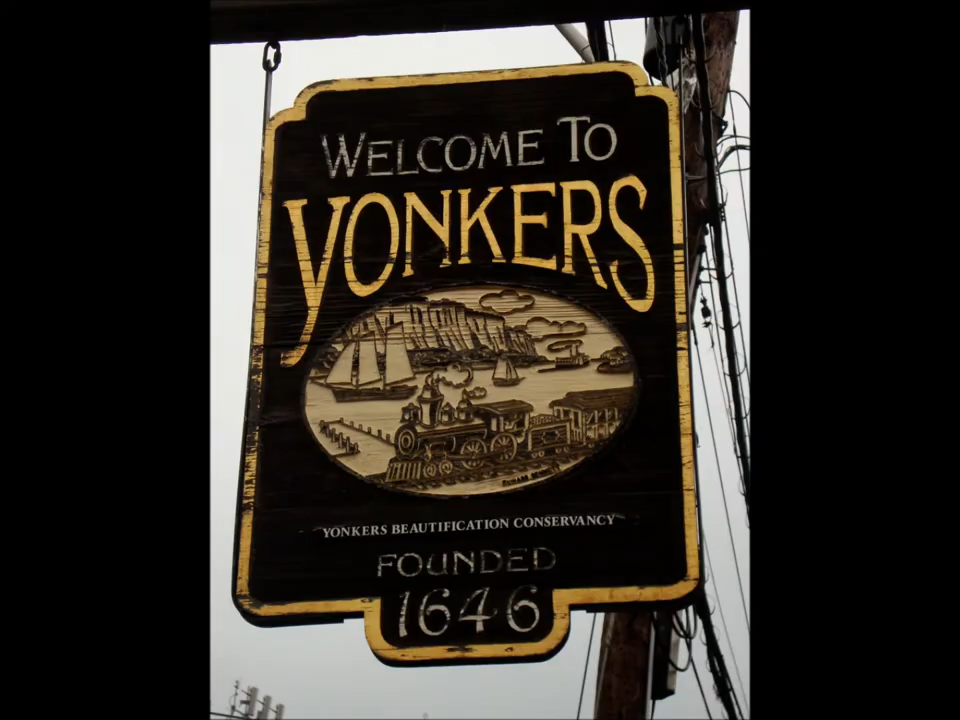 WELCOME TO
YONKERS
YONKERS BEAUTIFICATION CONSERVANCY
FOUNDED
1646